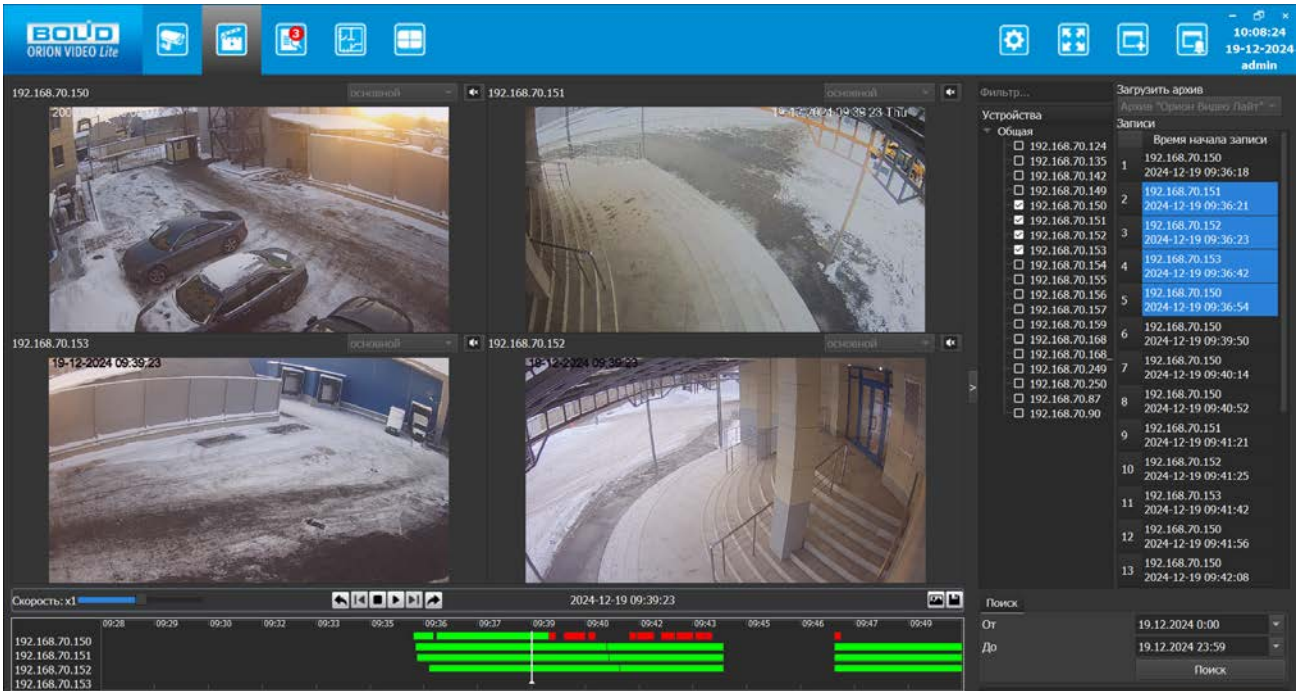 BOLID
ORION VIDEO Lite
3
10:08:24
19-12-2024
admin
192.168.70.150
основной
192.168.70.151
основной
19-12-2024 09:39:23 Thu
192.168.70.153
основной
19-12-2024 09:39:23
192.168.70.152
основной
19-12-2024 09:39:23
>
Фильтр...
Устройства
Общая
192.168.70.124
192.168.70.135
192.168.70.142
192.168.70.149
192.168.70.150
192.168.70.151
192.168.70.152
192.168.70.153
192.168.70.154
192.168.70.155
192.168.70.156
192.168.70.157
192.168.70.159
192.168.70.168
192.168.70.168_
192.168.70.249
192.168.70.250
192.168.70.87
192.168.70.90
Загрузить архив
Архив "Орион Видео Лайт"
Записи
Время начала записи
1 192.168.70.150
2024-12-19 09:36:18
2 192.168.70.151
2024-12-19 09:36:21
3 192.168.70.152
2024-12-19 09:36:23
4 192.168.70.153
2024-12-19 09:36:42
5 192.168.70.150
2024-12-19 09:36:54
6 192.168.70.150
2024-12-19 09:39:50
7 192.168.70.150
2024-12-19 09:40:14
8 192.168.70.150
2024-12-19 09:40:52
9 192.168.70.151
2024-12-19 09:41:21
10 192.168.70.152
2024-12-19 09:41:25
11 192.168.70.153
2024-12-19 09:41:42
12 192.168.70.150
2024-12-19 09:41:56
13 192.168.70.150
2024-12-19 09:42:08
Скорость: x1
2024-12-19 09:39:23
09:28 09:29 09:30 09:32 09:33 09:35 09:36 09:37 09:39 09:40 09:42 09:43 09:45 09:46 09:47 09:49
192.168.70.150
192.168.70.151
192.168.70.152
192.168.70.153
Поиск
От 19.12.2024 0:00
До 19.12.2024 23:59
Поиск